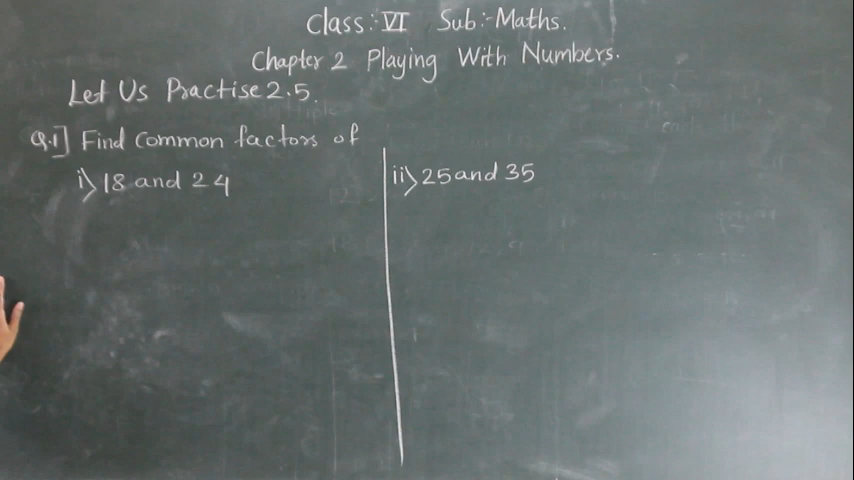 Class:- VI Sub:- Maths.
Chapter 2 Playing With Numbers.
Let Us Practise 2.5.
Q.1] Find Common factors of
i) 18 and 24
ii) 25 and 35